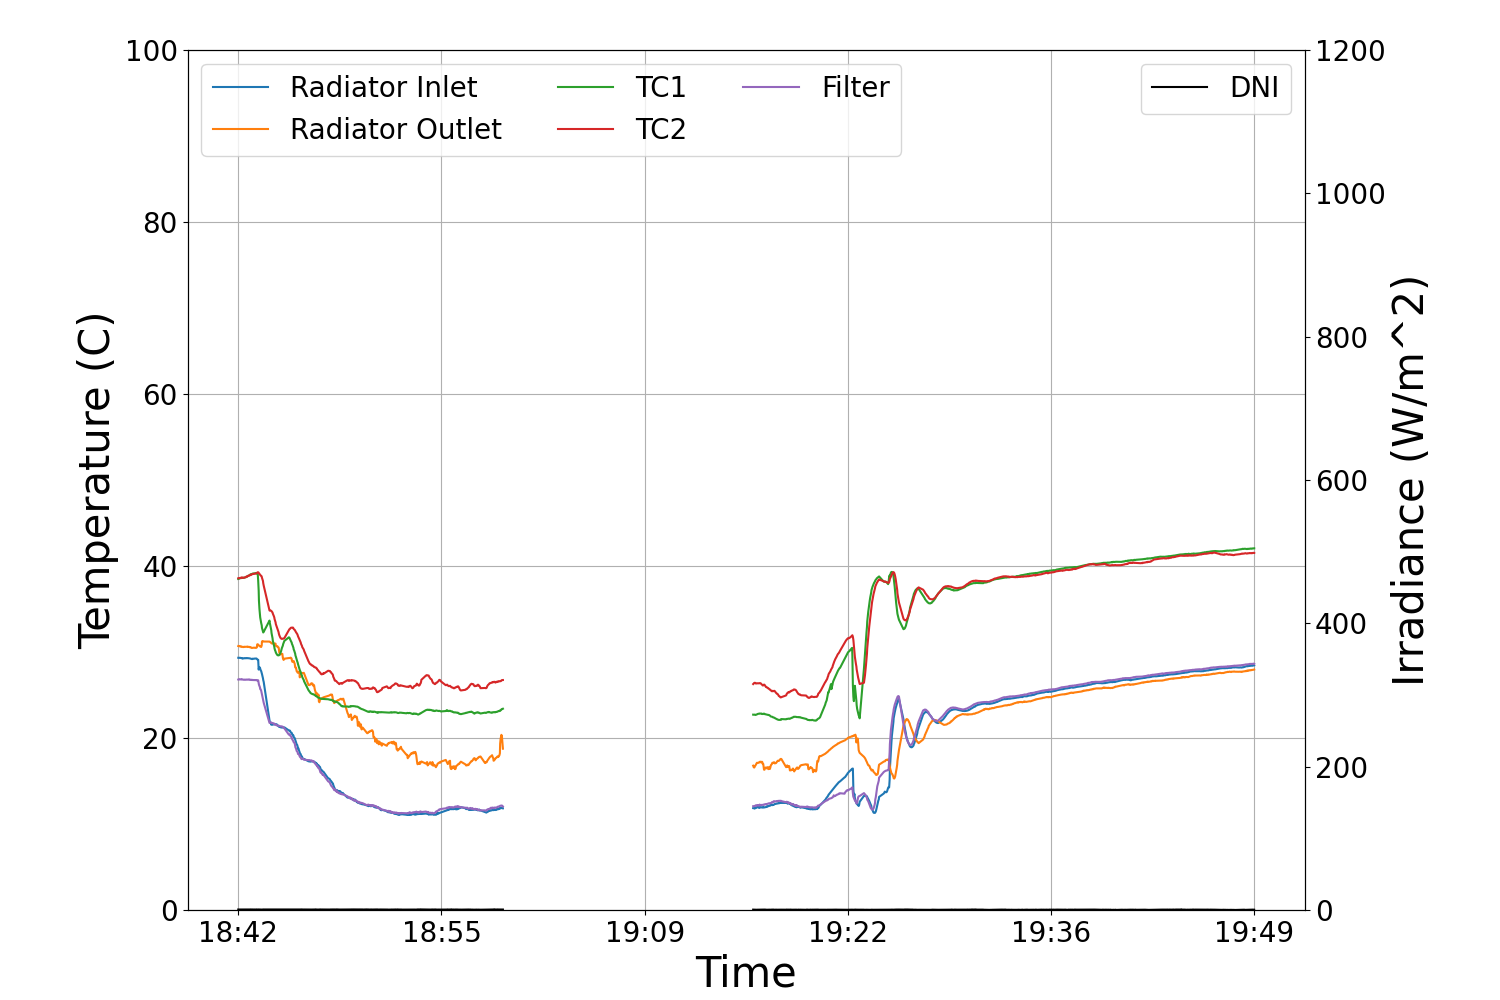 Radiator Inlet
Radiator Outlet
TC1
TC2
Filter
DNI
Temperature (C)
100
80
60
40
20
0
Irradiance (W/m^2)
1200
1000
800
600
400
200
0
18:42 18:55 19:09 19:22 19:36 19:49
Time